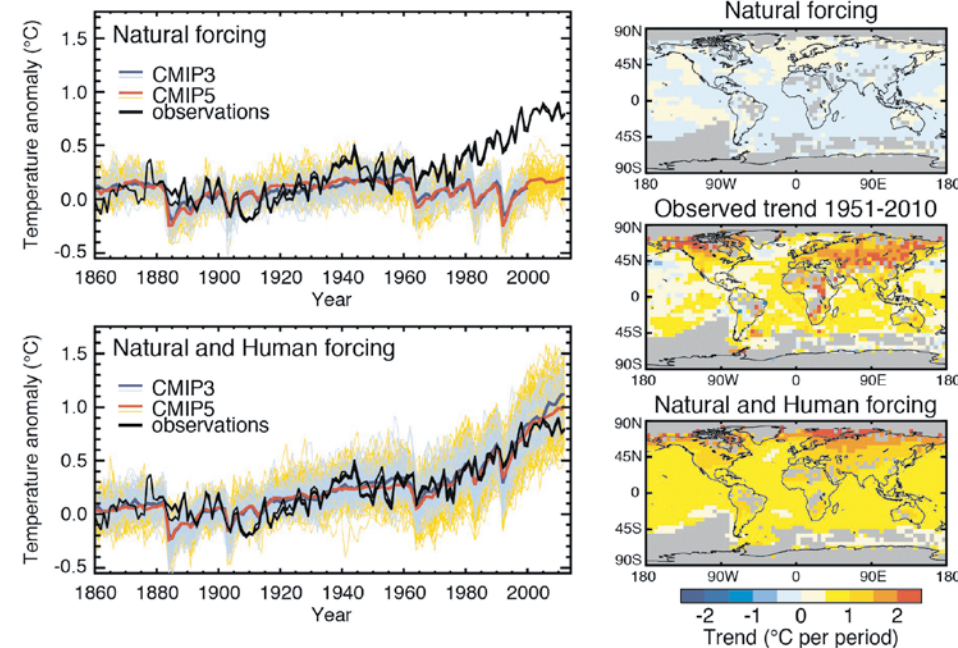 Natural forcing
CMIP3
CMIP5
observations
Temperature anomaly (°C)
1.5
1.0
0.5
0.0
-0.5
1860 1880 1900 1920 1940 1960 1980 2000
Year
Natural and Human forcing
CMIP3
CMIP5
observations
Temperature anomaly (°C)
1.5
1.0
0.5
0.0
-0.5
1860 1880 1900 1920 1940 1960 1980 2000
Year
Natural forcing
90N
45N
0
45S
90S
180 90W 0 90E 180
Observed trend 1951-2010
90N
45N
0
45S
90S
180 90W 0 90E 180
Natural and Human forcing
90N
45N
0
45S
90S
180 90W 0 90E 180
-2 -1 0 1 2
Trend (°C per period)